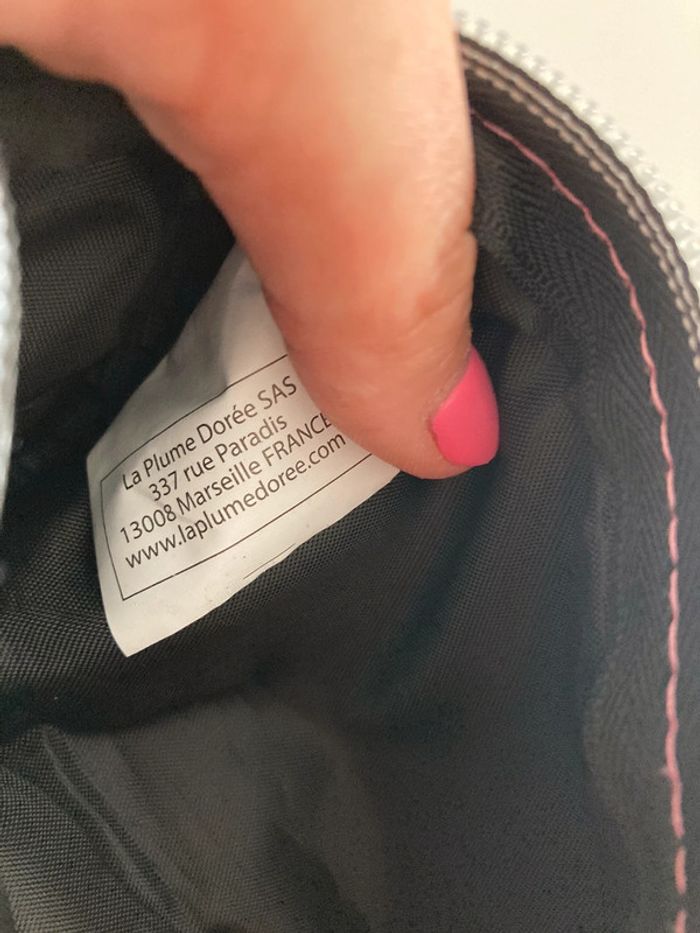 La Plume Dorée SAS
337 rue Paradis
13008 Marseille FRANCE
www.laplumedoree.com